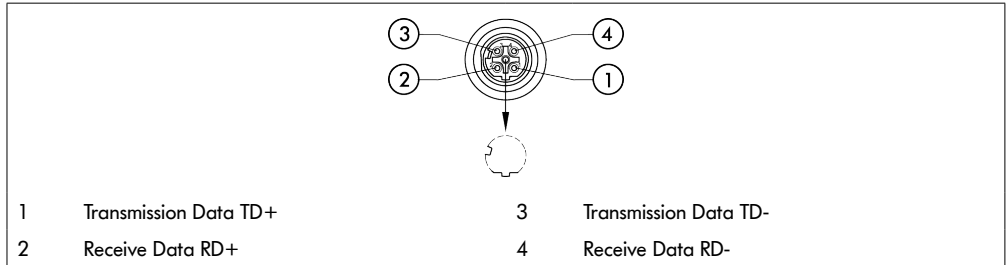 3 4
2 1
1 Transmission Data TD+ 3 Transmission Data TD-
2 Receive Data RD+ 4 Receive Data RD-